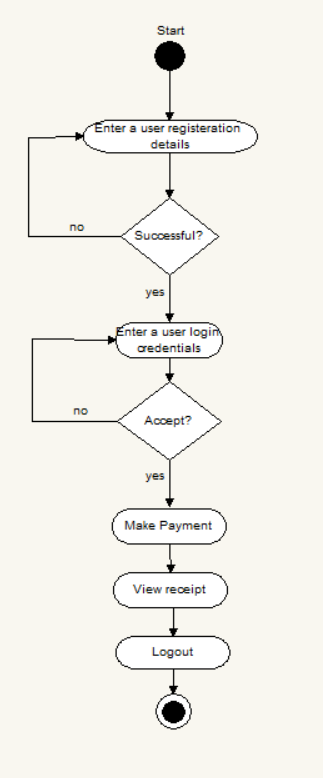 Start
Enter a user registeration
details
Successful?
no
yes
Enter a user login
credentials
Accept?
no
yes
Make Payment
View receipt
Logout